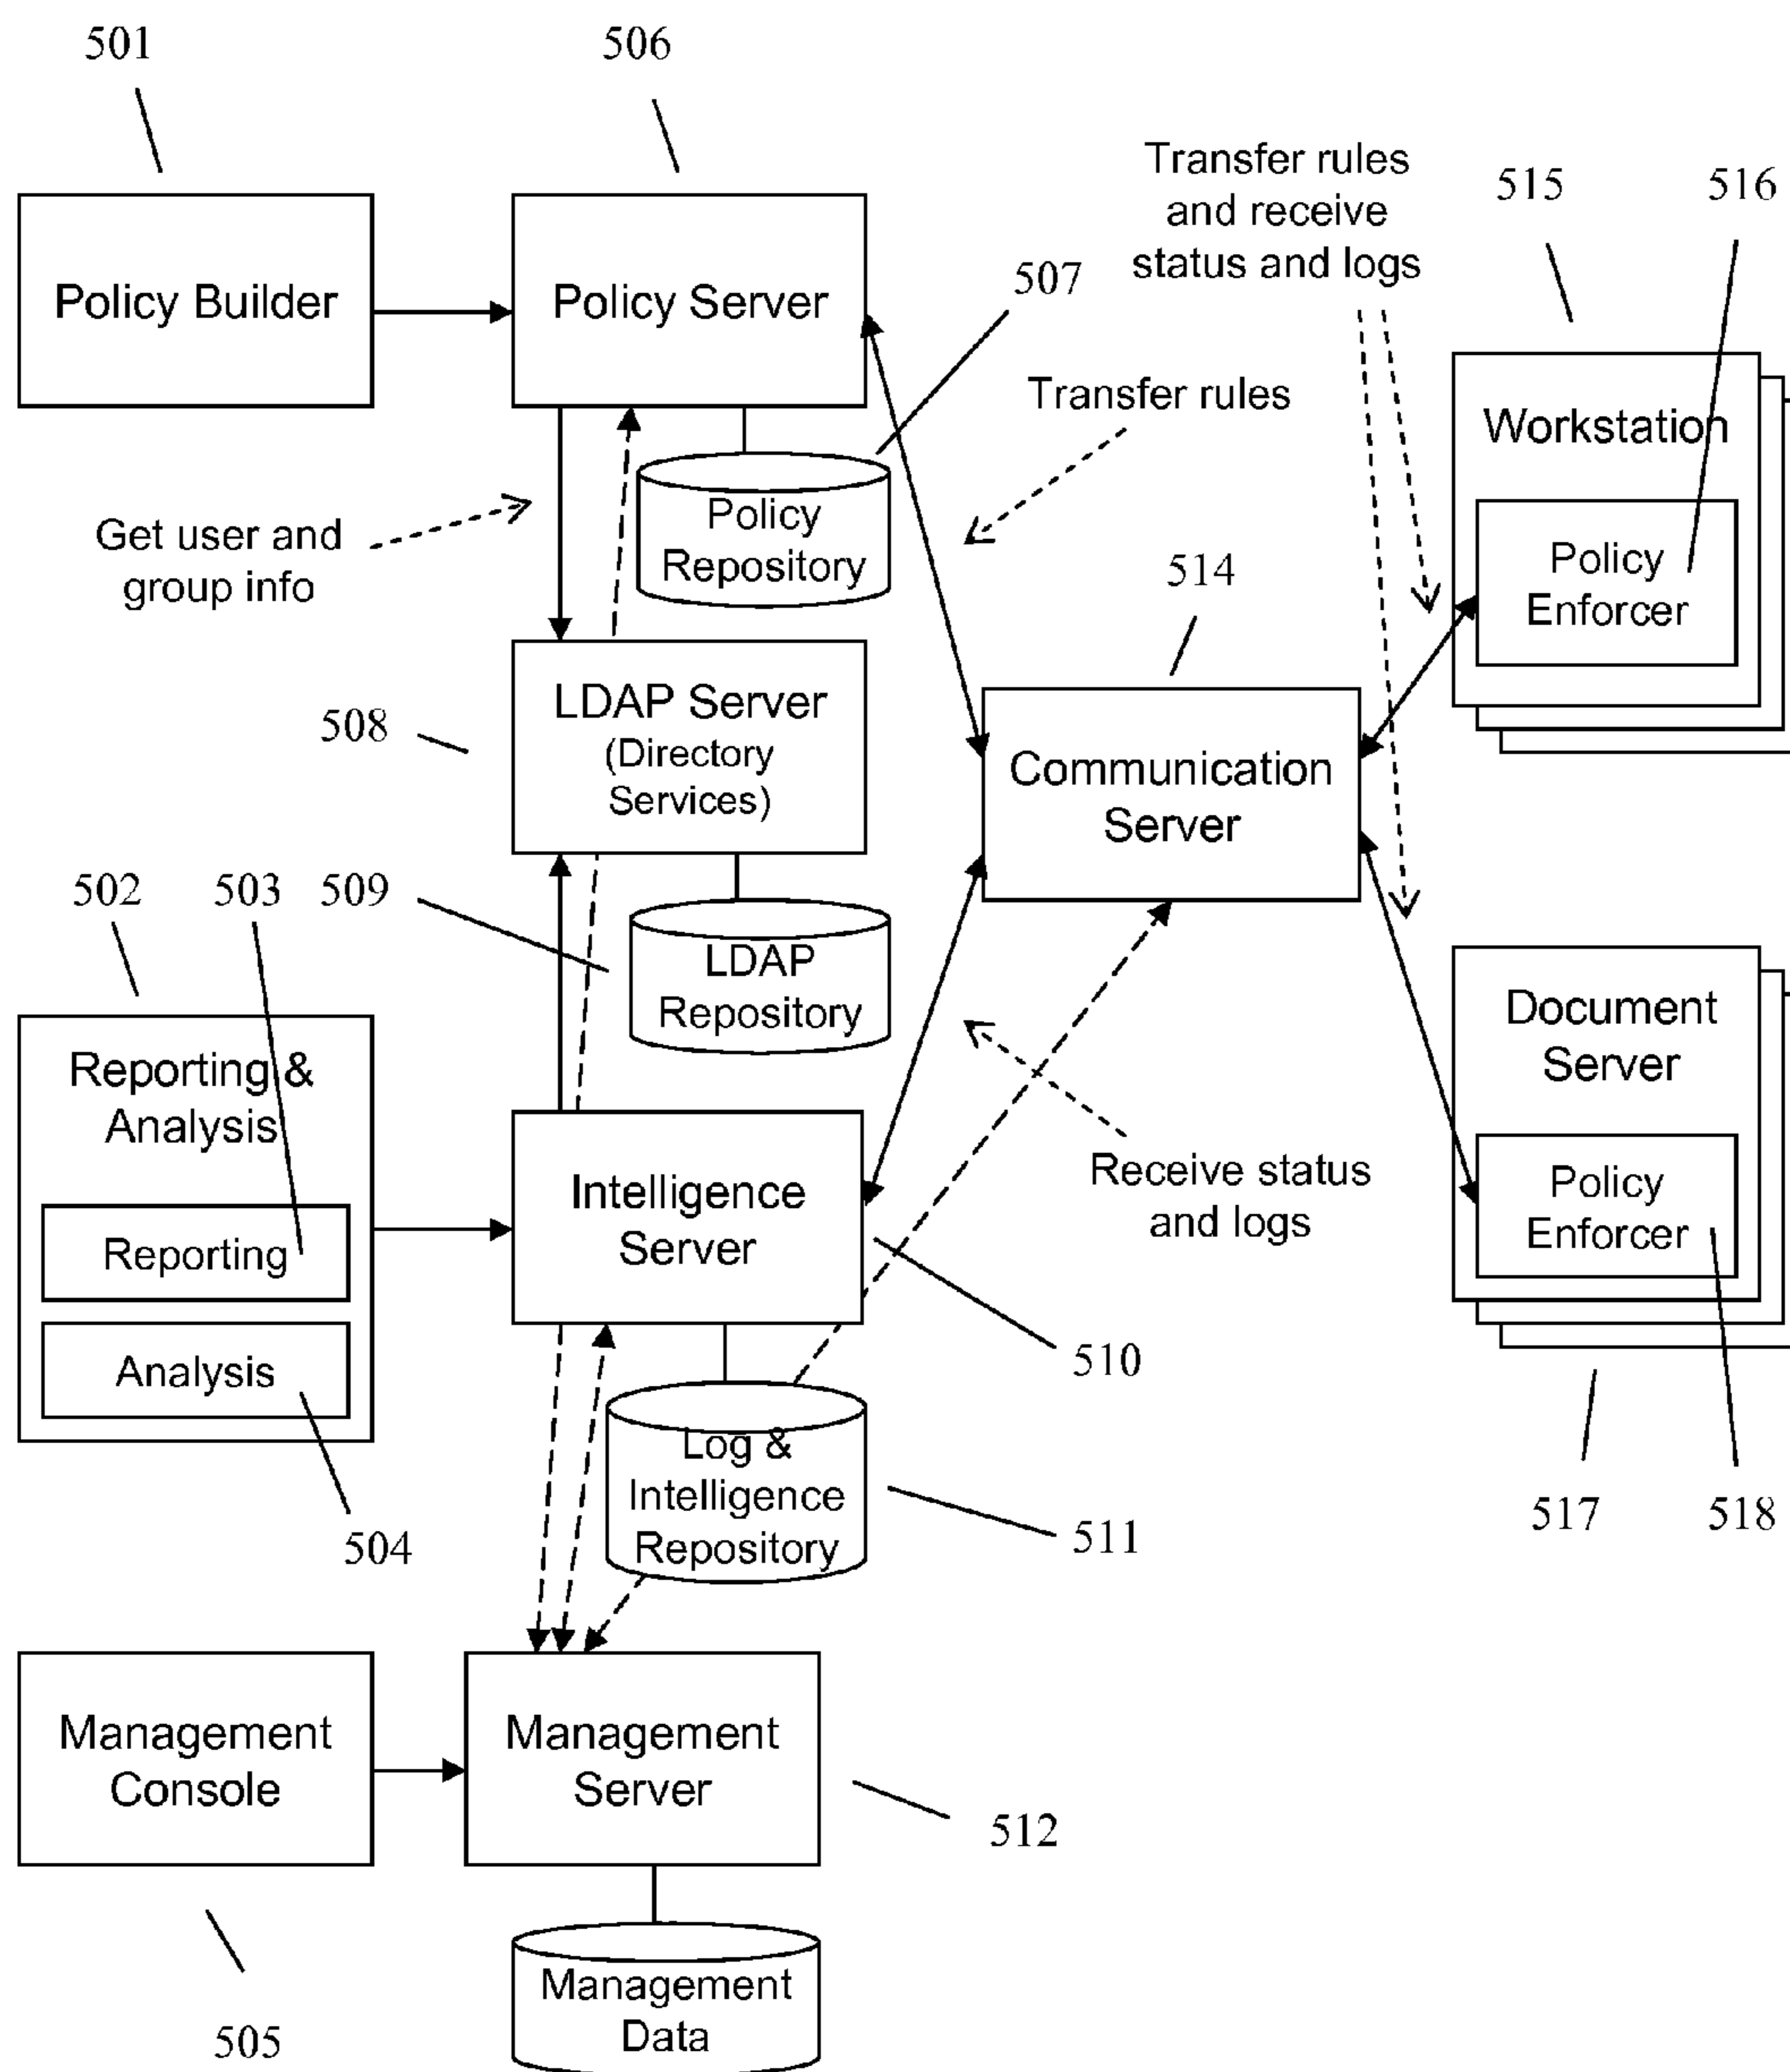 501
506
Transfer rules
and receive
status and logs
515
516
Policy Builder
Policy Server
507
Transfer rules
Workstation
Get user and
group info
Policy
Repository
514
Policy
Enforcer
508
LDAP Server
(Directory
Services)
Communication
Server
502
503
509
LDAP
Repository
Document
Server
Reporting &
Analysis
Intelligence
Server
Receive status
and logs
Policy
Enforcer
Reporting
Analysis
510
504
Log &
Intelligence
Repository
511
517
518
Management
Console
Management
Server
512
505
Management
Data